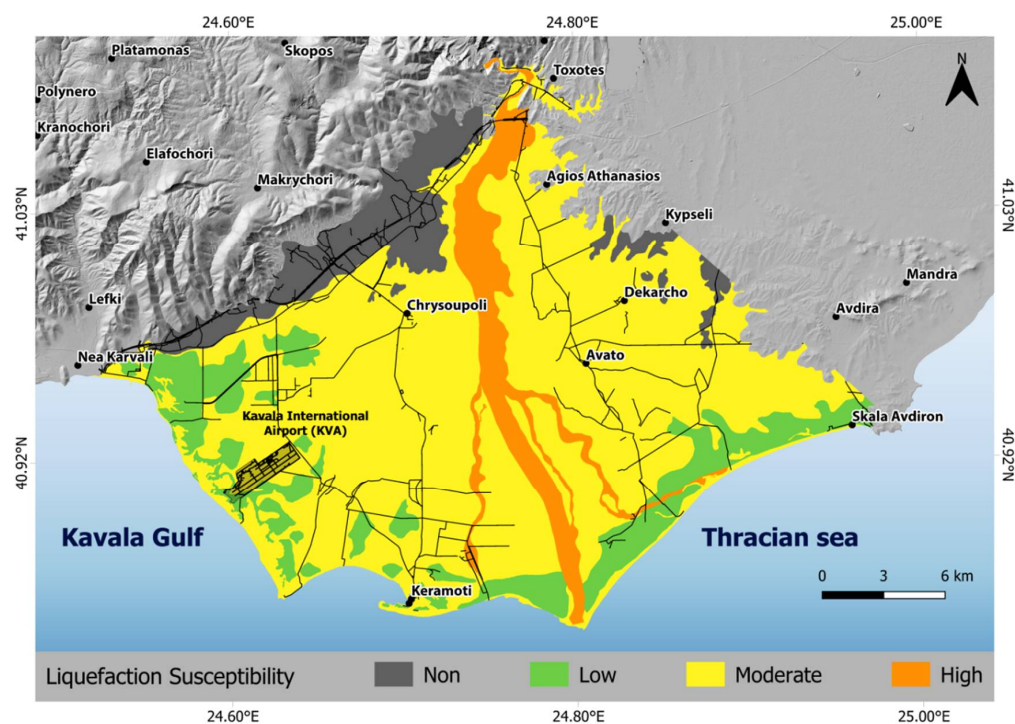 24.60°E
24.80°E
25.00°E
Platamonas
Skopos
Toxotes
N
Polynero
Kranochori
Elafochori
Makrychori
Agios Athanasios
41.03°N
41.03°N
Kypseli
Mandra
Lefki
Chrysoupoli
Dekarcho
Avdira
Nea Karvali
Avato
Kavala International
Airport (KVA)
Skala Avdiron
40.92°N
40.92°N
Kavala Gulf
Thracian sea
0 3 6 km
Keramoti
Liquefaction Susceptibility
Non
Low
Moderate
High
24.60°E
24.80°E
25.00°E